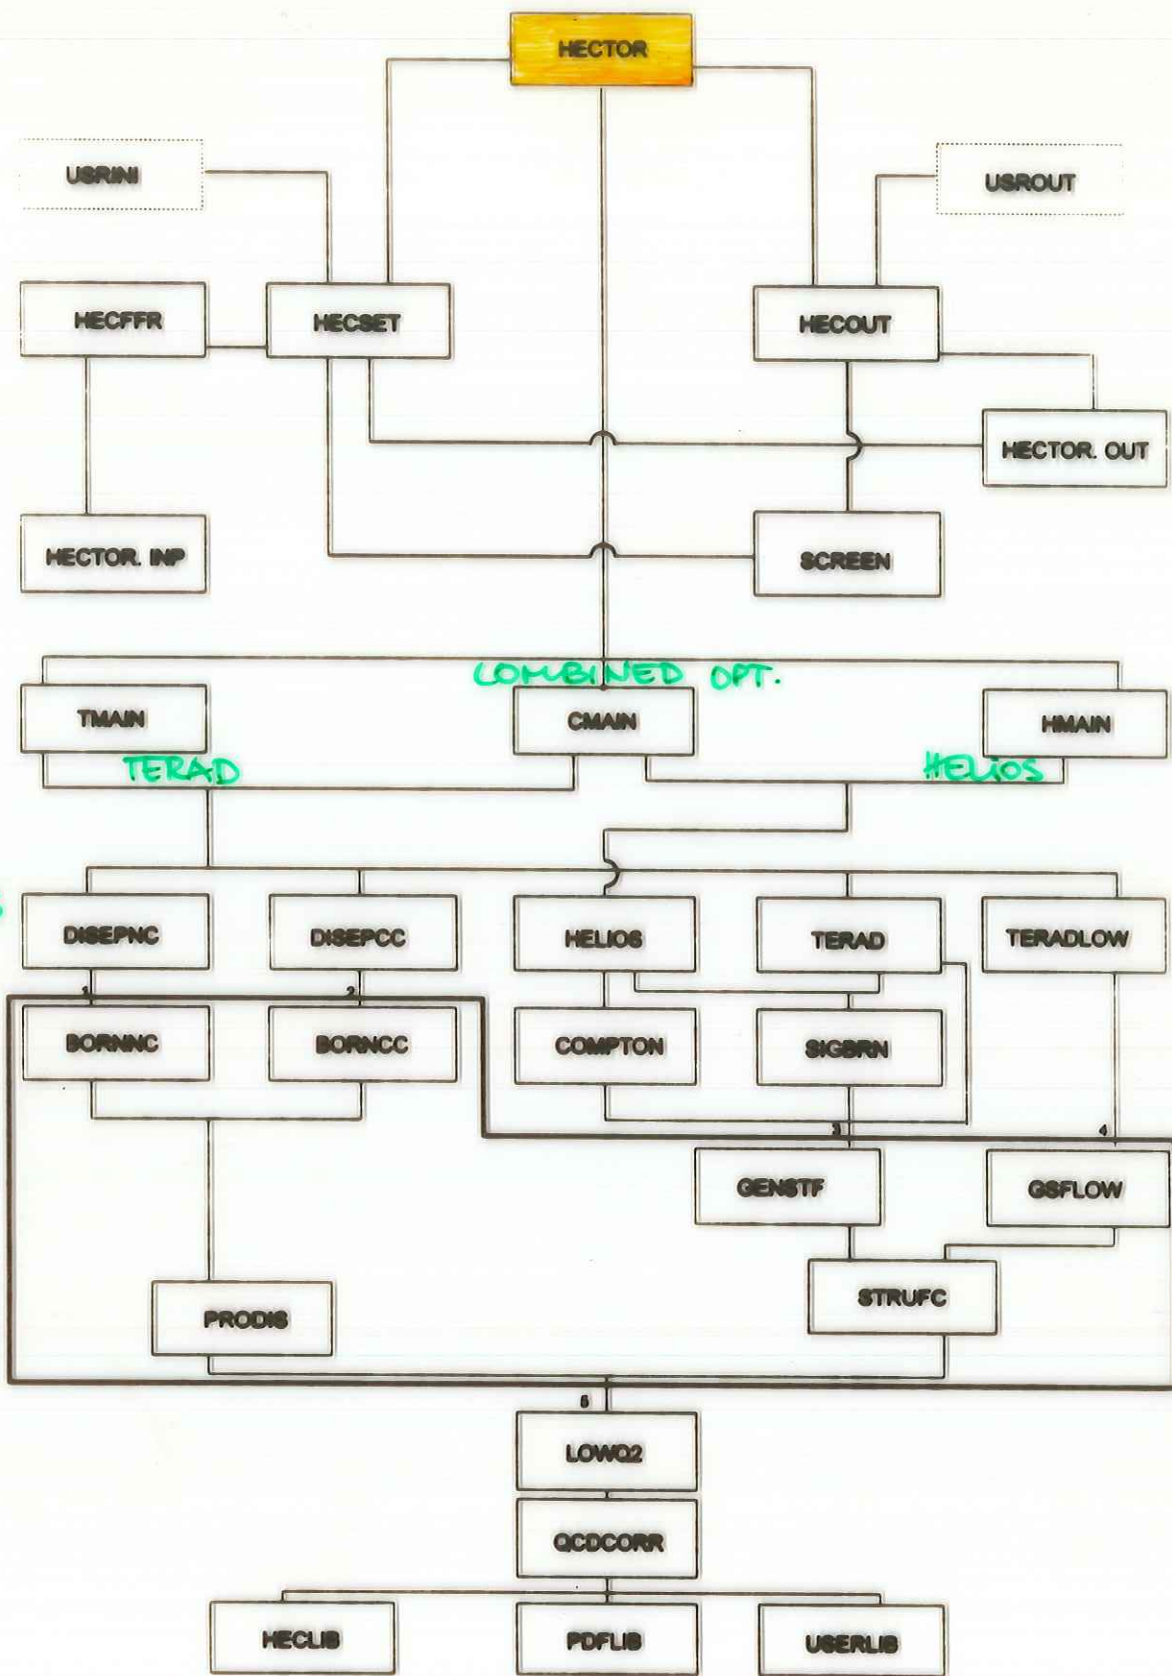 HECTOR
USRINI
USROUT
HECFFR
HECSET
HECOUT
HECTOR. OUT
HECTOR. INP
SCREEN
COMBINED OPT.
TMAIN
CMAIN
HMAIN
TERAD
HELIOS
DISEPNC
DISEPCC
HELIOS
TERAD
TERADLOW
1
2
BORNNC
BORNCC
COMPTON
SIGBRN
3
4
GENSTF
GSFLOW
STRUFC
PRODIS
5
LOWQ2
QCDCORR
HECLIB
PDFLIB
USERLIB